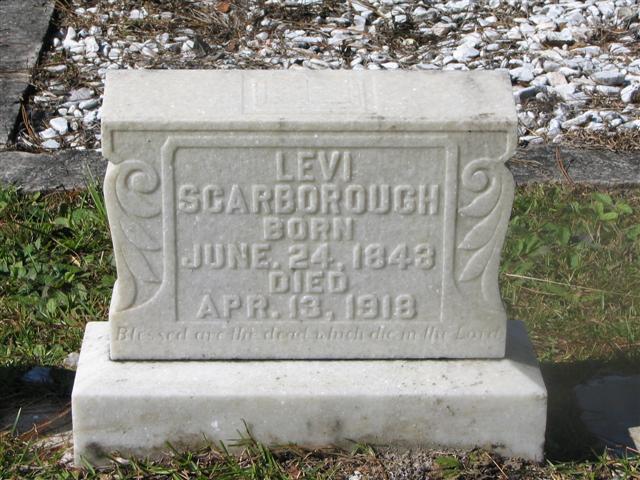 LEVI
SCARBOROUGH
BORN
JUNE. 24, 1843
DIED
APR. 13, 1918
Blessed are the dead which die in the Lord